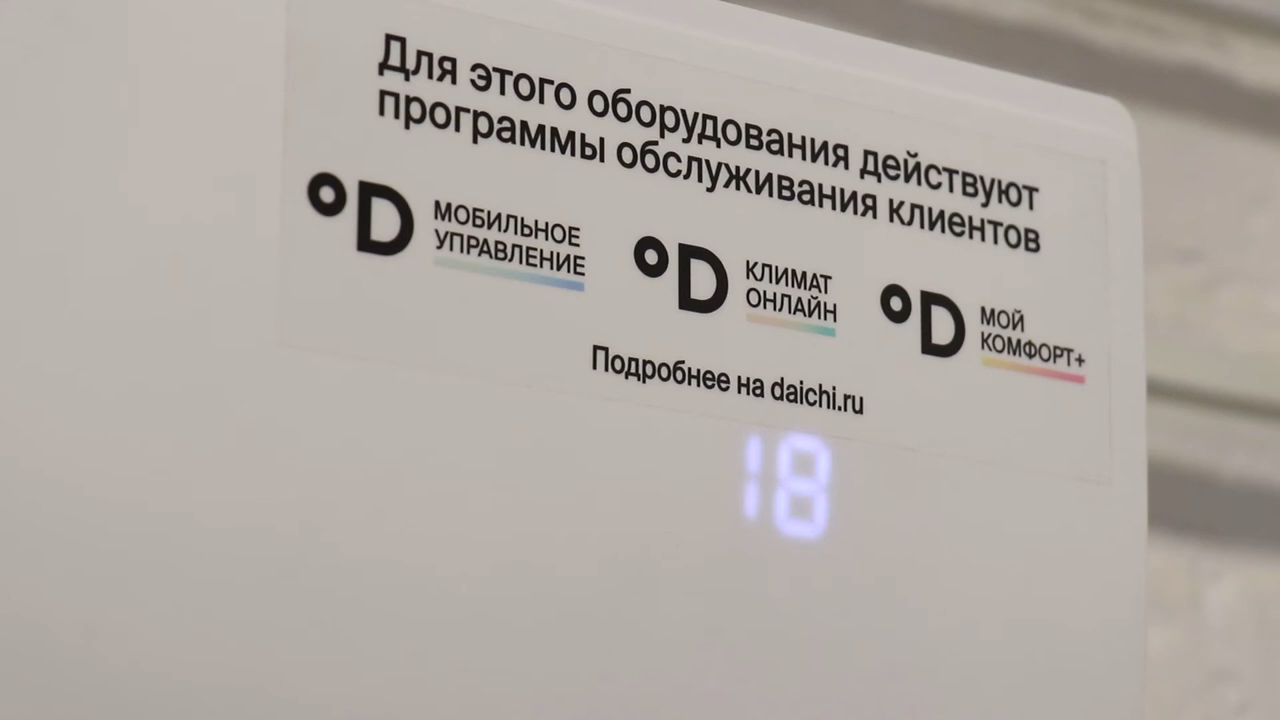 Для этого оборудования действуют
программы обслуживания клиентов
°D МОБИЛЬНОЕ
УПРАВЛЕНИЕ
°D КЛИМАТ
ОНЛАЙН
°D МОЙ
КОМФОРТ+
Подробнее на daichi.ru
18